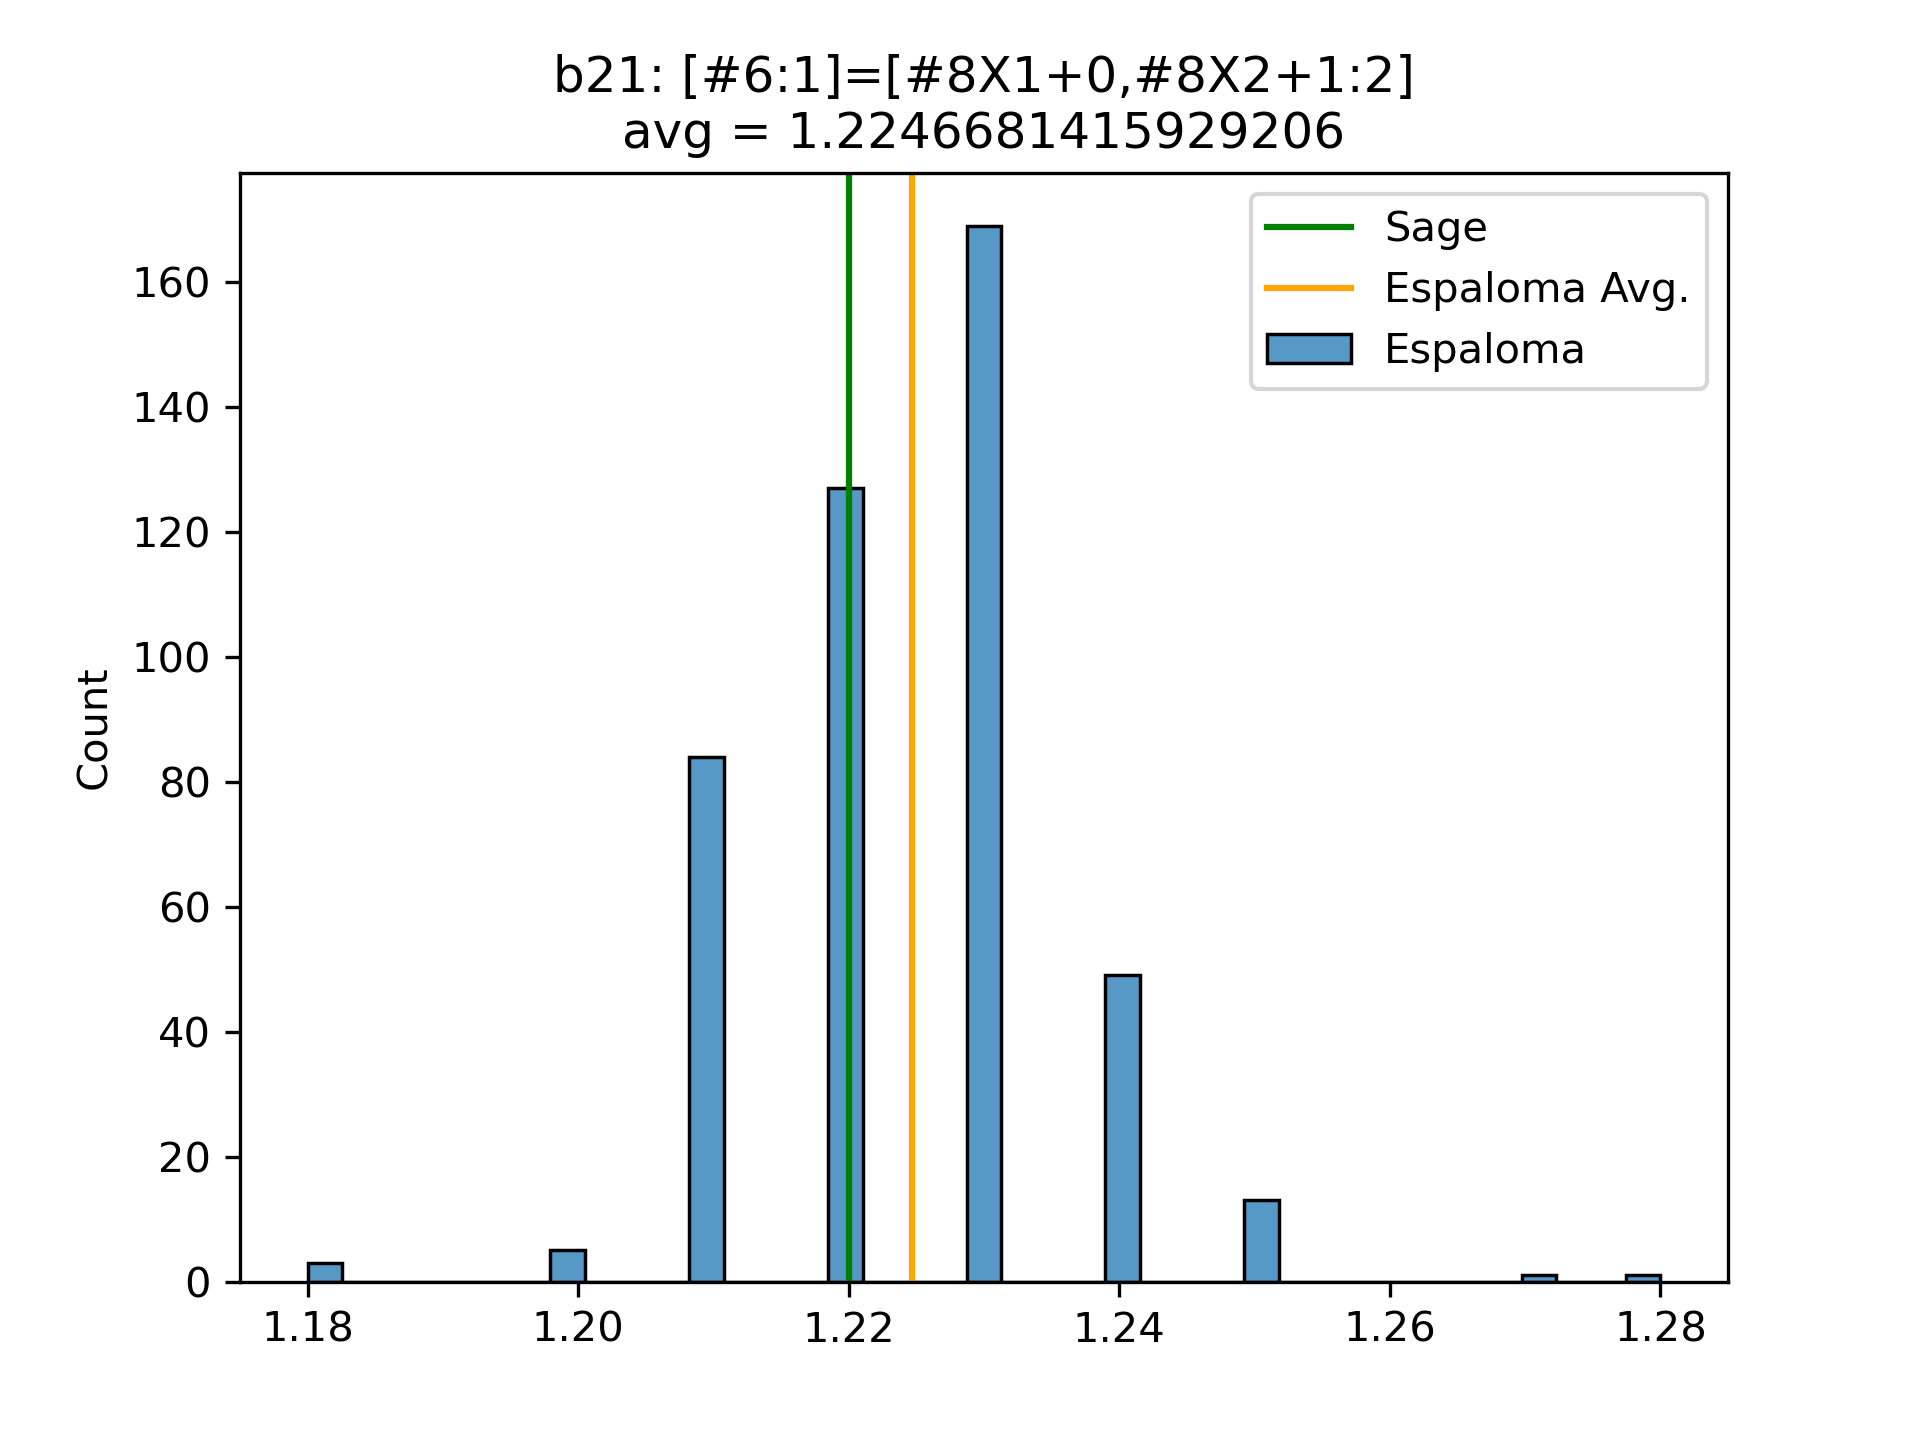 b21: [#6:1]=[#8X1+0,#8X2+1:2]
avg = 1.2246681415929206
Sage
Espaloma Avg.
Espaloma
Count
160
140
120
100
80
60
40
20
0
1.18 1.20 1.22 1.24 1.26 1.28